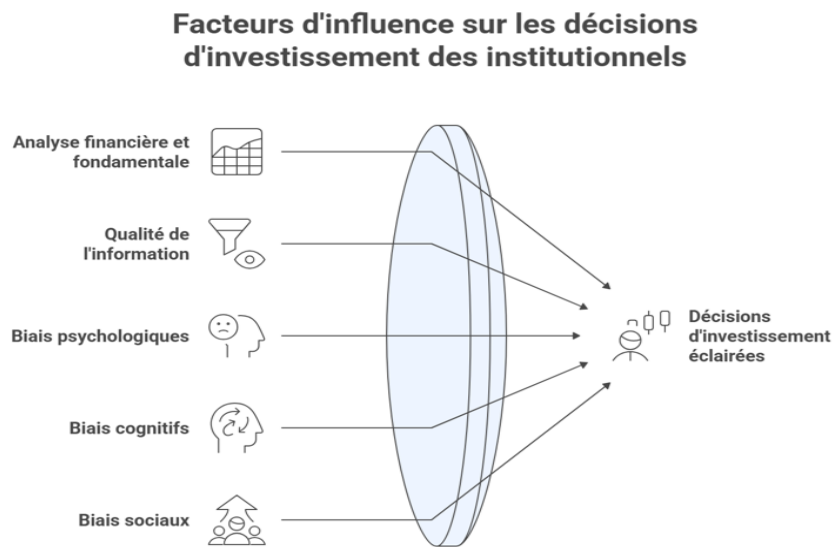 Facteurs d'influence sur les décisions
d'investissement des institutionnels
Analyse financière et
fondamentale
Qualité de
l'information
Biais psychologiques
Biais cognitifs
Biais sociaux
Décisions
d'investissement
éclairées